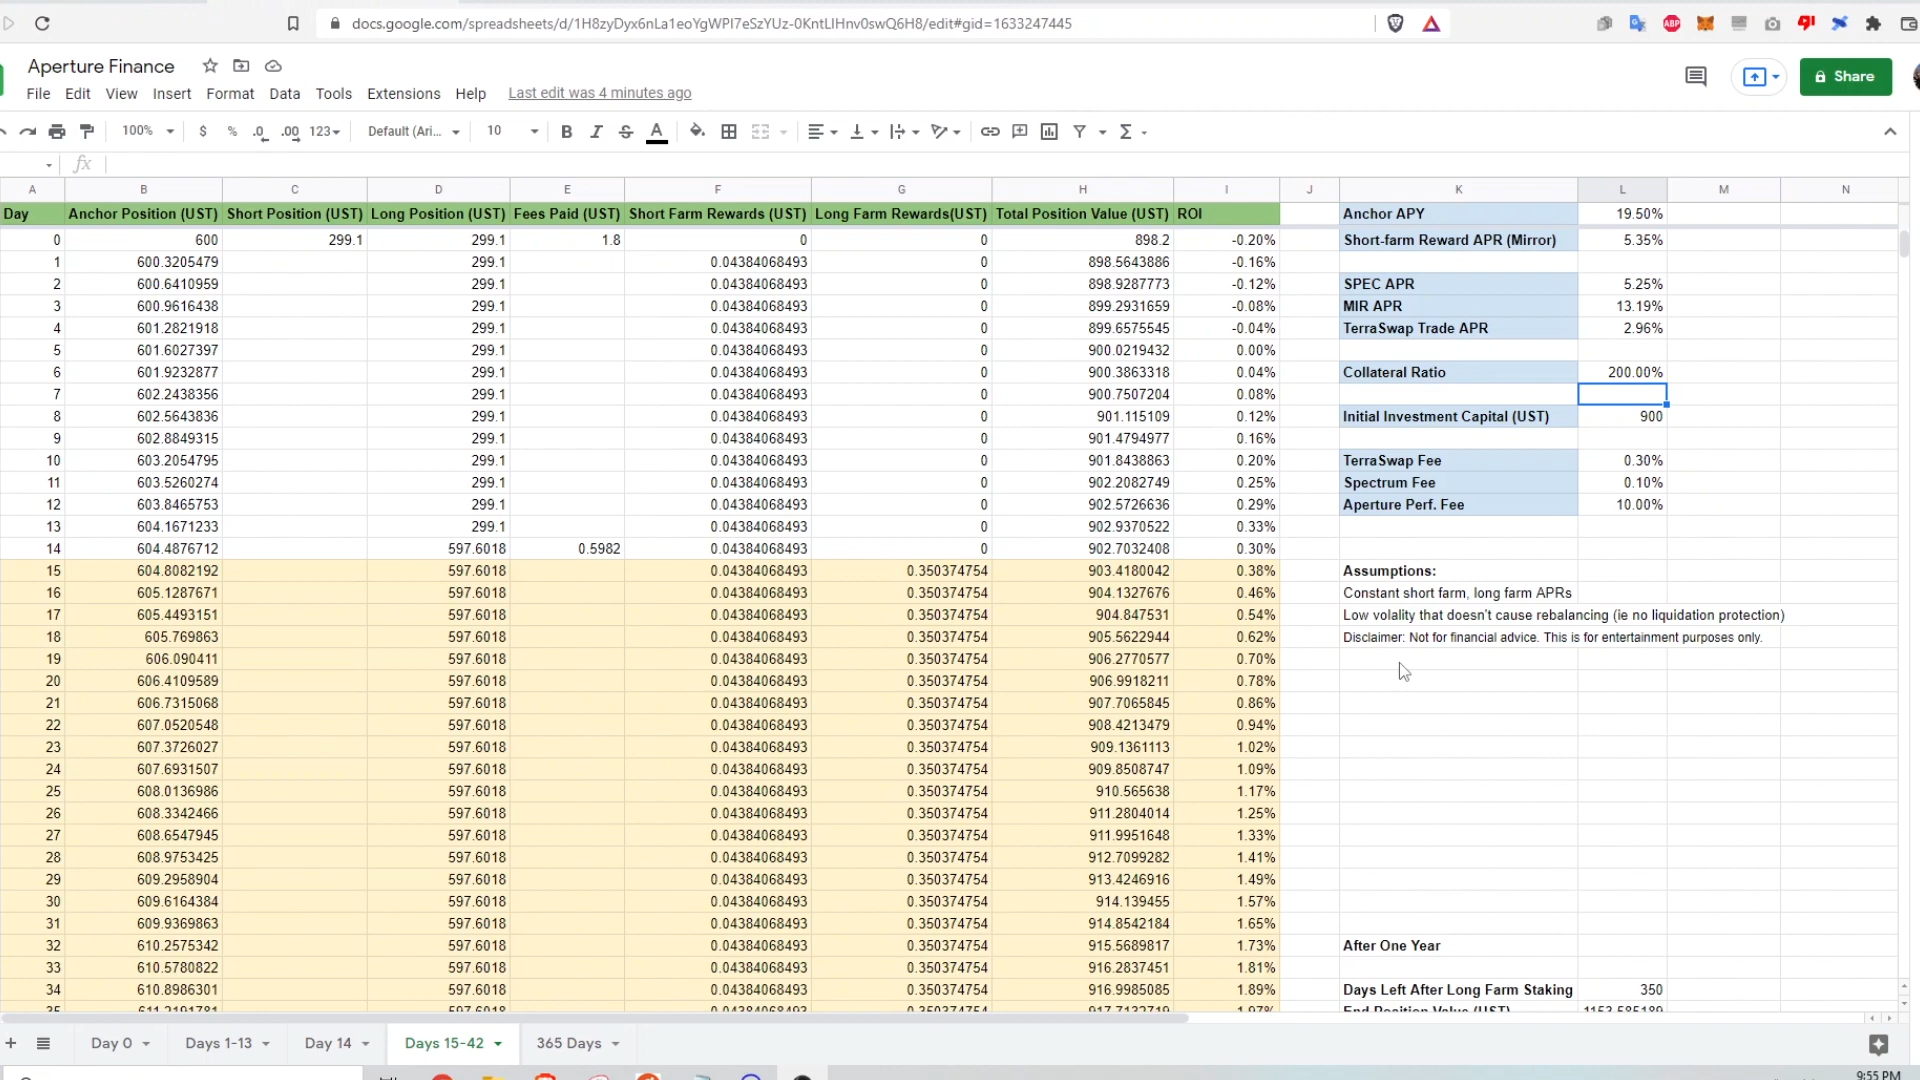 docs.google.com/spreadsheets/d/1H8zyDyx6nLa1eoYgWPI7eSzYUz-0KntLIHnv0swQ6H8/edit#gid=1633247445
ABP
Aperture Finance
Share
File Edit View Insert Format Data Tools Extensions Help Last edit was 4 minutes ago
100% $ % .0 .00 123 Default (Ari... 10 B I S A Σ
fx
A B C D E F G H I J K L M N
Day Anchor Position (UST) Short Position (UST) Long Position (UST) Fees Paid (UST) Short Farm Rewards (UST) Long Farm Rewards(UST) Total Position Value (UST) ROI Anchor APY 19.50%
0 600 299.1 299.1 1.8 0 0 898.2 -0.20% Short-farm Reward APR (Mirror) 5.35%
1 600.3205479 299.1 0.04384068493 0 898.5643886 -0.16%
2 600.6410959 299.1 0.04384068493 0 898.9287773 -0.12% SPEC APR 5.25%
3 600.9616438 299.1 0.04384068493 0 899.2931659 -0.08% MIR APR 13.19%
4 601.2821918 299.1 0.04384068493 0 899.6575545 -0.04% TerraSwap Trade APR 2.96%
5 601.6027397 299.1 0.04384068493 0 900.0219432 0.00%
6 601.9232877 299.1 0.04384068493 0 900.3863318 0.04% Collateral Ratio 200.00%
7 602.2438356 299.1 0.04384068493 0 900.7507204 0.08%
8 602.5643836 299.1 0.04384068493 0 901.115109 0.12% Initial Investment Capital (UST) 900
9 602.8849315 299.1 0.04384068493 0 901.4794977 0.16%
10 603.2054795 299.1 0.04384068493 0 901.8438863 0.20% TerraSwap Fee 0.30%
11 603.5260274 299.1 0.04384068493 0 902.2082749 0.25% Spectrum Fee 0.10%
12 603.8465753 299.1 0.04384068493 0 902.5726636 0.29% Aperture Perf. Fee 10.00%
13 604.1671233 299.1 0.04384068493 0 902.9370522 0.33%
14 604.4876712 597.6018 0.5982 0.04384068493 0 902.7032408 0.30%
15 604.8082192 597.6018 0.04384068493 0.350374754 903.4180042 0.38% Assumptions:
16 605.1287671 597.6018 0.04384068493 0.350374754 904.1327676 0.46% Constant short farm, long farm APRs
17 605.4493151 597.6018 0.04384068493 0.350374754 904.847531 0.54% Low volality that doesn't cause rebalancing (ie no liquidation protection)
18 605.769863 597.6018 0.04384068493 0.350374754 905.5622944 0.62% Disclaimer: Not for financial advice. This is for entertainment purposes only.
19 606.090411 597.6018 0.04384068493 0.350374754 906.2770577 0.70%
20 606.4109589 597.6018 0.04384068493 0.350374754 906.9918211 0.78%
21 606.7315068 597.6018 0.04384068493 0.350374754 907.7065845 0.86%
22 607.0520548 597.6018 0.04384068493 0.350374754 908.4213479 0.94%
23 607.3726027 597.6018 0.04384068493 0.350374754 909.1361113 1.02%
24 607.6931507 597.6018 0.04384068493 0.350374754 909.8508747 1.09%
25 608.0136986 597.6018 0.04384068493 0.350374754 910.565638 1.17%
26 608.3342466 597.6018 0.04384068493 0.350374754 911.2804014 1.25%
27 608.6547945 597.6018 0.04384068493 0.350374754 911.9951648 1.33%
28 608.9753425 597.6018 0.04384068493 0.350374754 912.7099282 1.41%
29 609.2958904 597.6018 0.04384068493 0.350374754 913.4246916 1.49%
30 609.6164384 597.6018 0.04384068493 0.350374754 914.139455 1.57%
31 609.9369863 597.6018 0.04384068493 0.350374754 914.8542184 1.65%
32 610.2575342 597.6018 0.04384068493 0.350374754 915.5689817 1.73% After One Year
33 610.5780822 597.6018 0.04384068493 0.350374754 916.2837451 1.81%
34 610.8986301 597.6018 0.04384068493 0.350374754 916.9985085 1.89% Days Left After Long Farm Staking 350
35 611.2191781 597.6018 0.04384068493 0.350374754 917.7132719 1.97% End Position Value (UST) 1153.585189
Day 0 Days 1-13 Day 14 Days 15-42 365 Days
9:55 PM